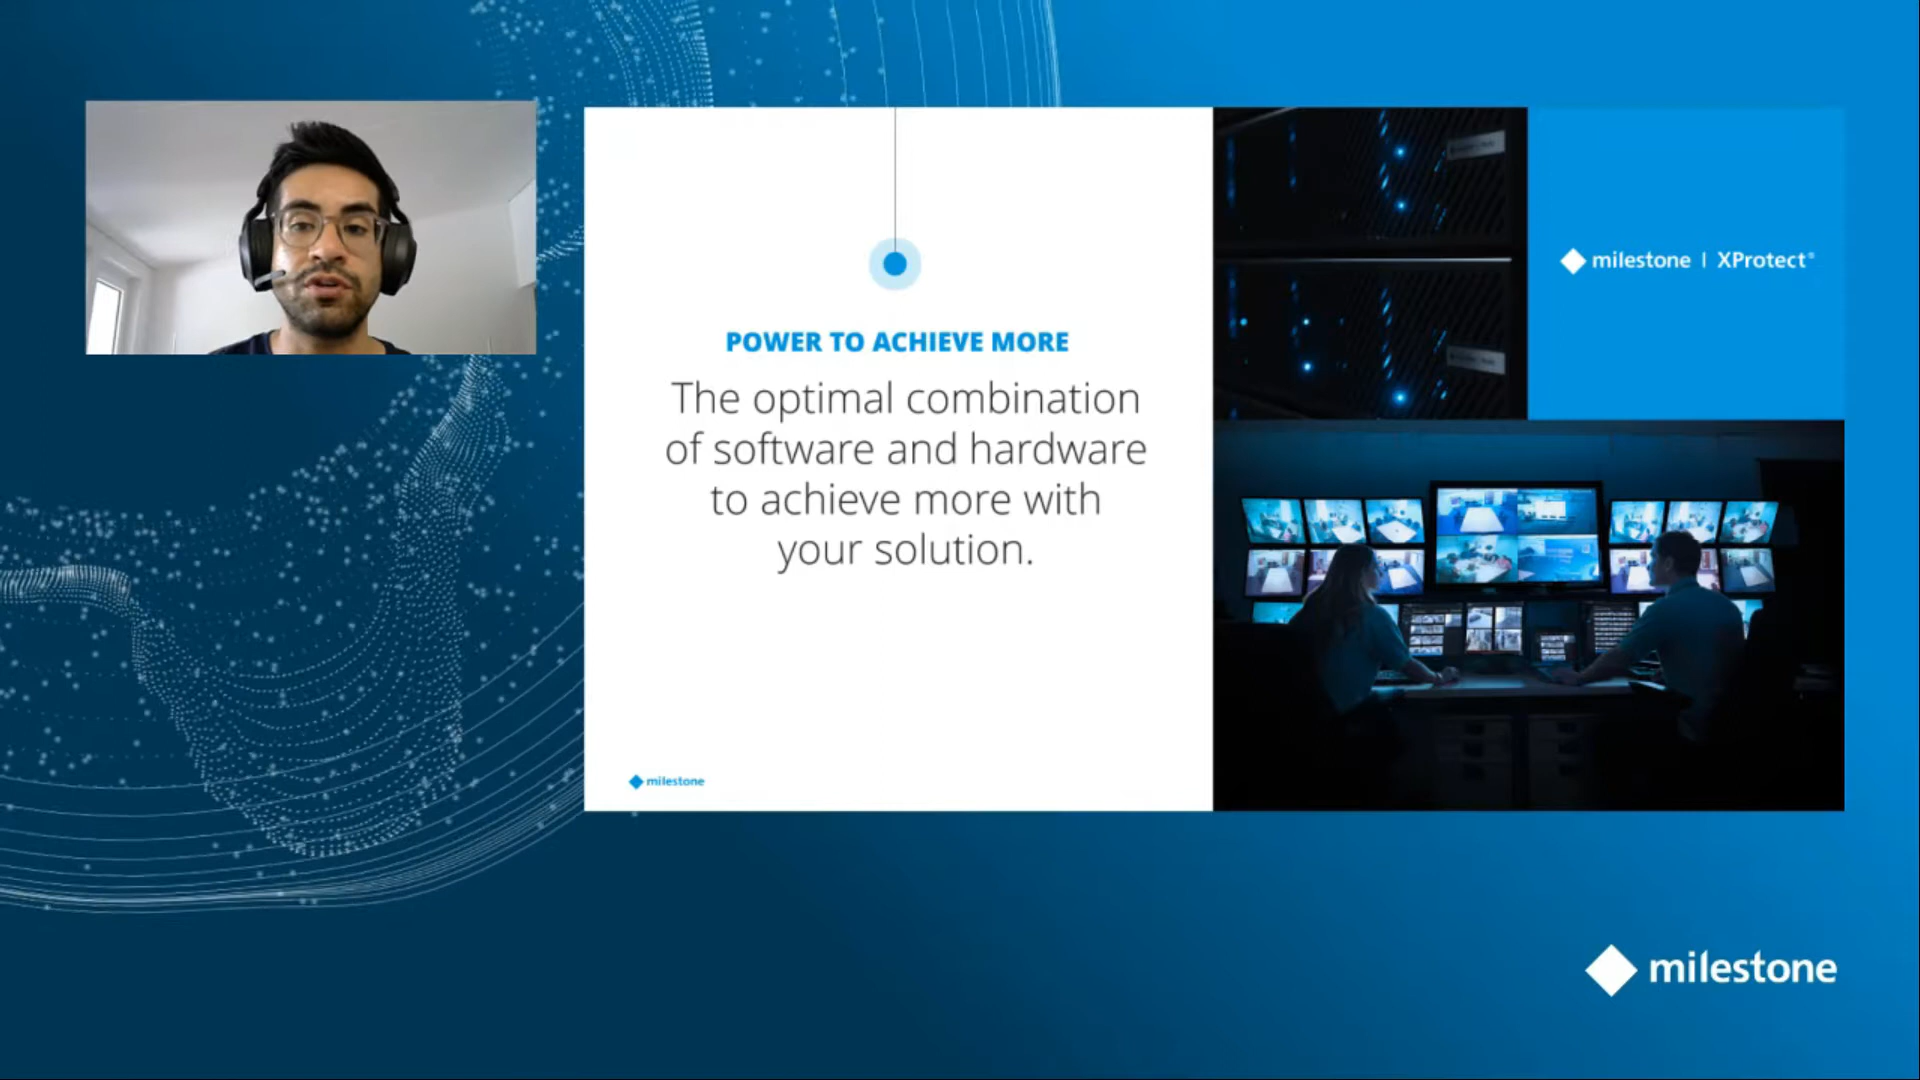 POWER TO ACHIEVE MORE
The optimal combination
of software and hardware
to achieve more with
your solution.
milestone
milestone | XProtect®
milestone